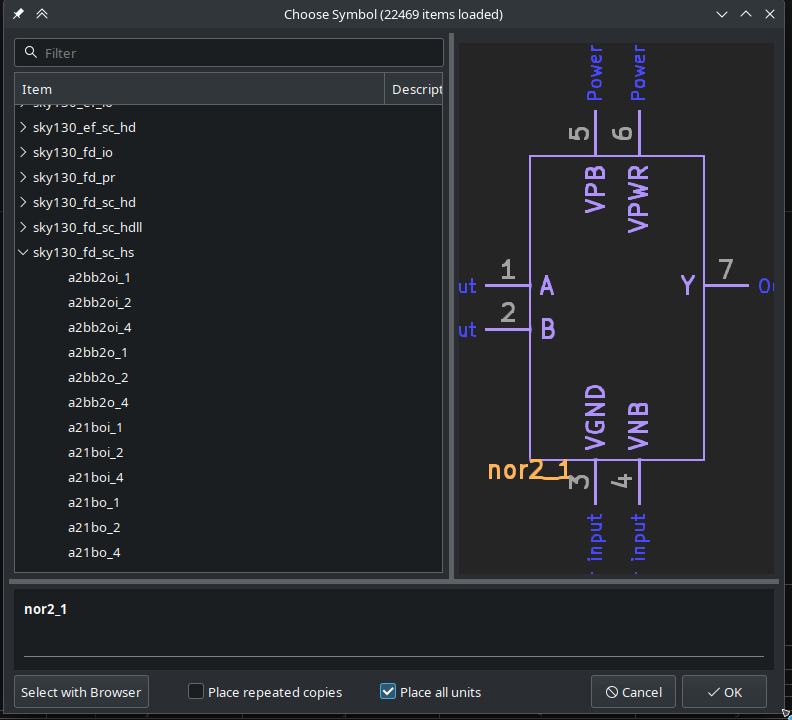 Choose Symbol (22469 items loaded)
Filter
Item Descript
sky130_ef_io
sky130_ef_sc_hd
sky130_fd_io
sky130_fd_pr
sky130_fd_sc_hd
sky130_fd_sc_hdll
sky130_fd_sc_hs
a2bb2oi_1
a2bb2oi_2
a2bb2oi_4
a2bb2o_1
a2bb2o_2
a2bb2o_4
a21boi_1
a21boi_2
a21boi_4
a21bo_1
a21bo_2
a21bo_4
Power Power
5 6
VPB VPWR
ut 1 A Y 7 Ou
ut 2 B
VGND VNB
nor2_1
3 4
input input
nor2_1
Select with Browser Place repeated copies Place all units Cancel OK